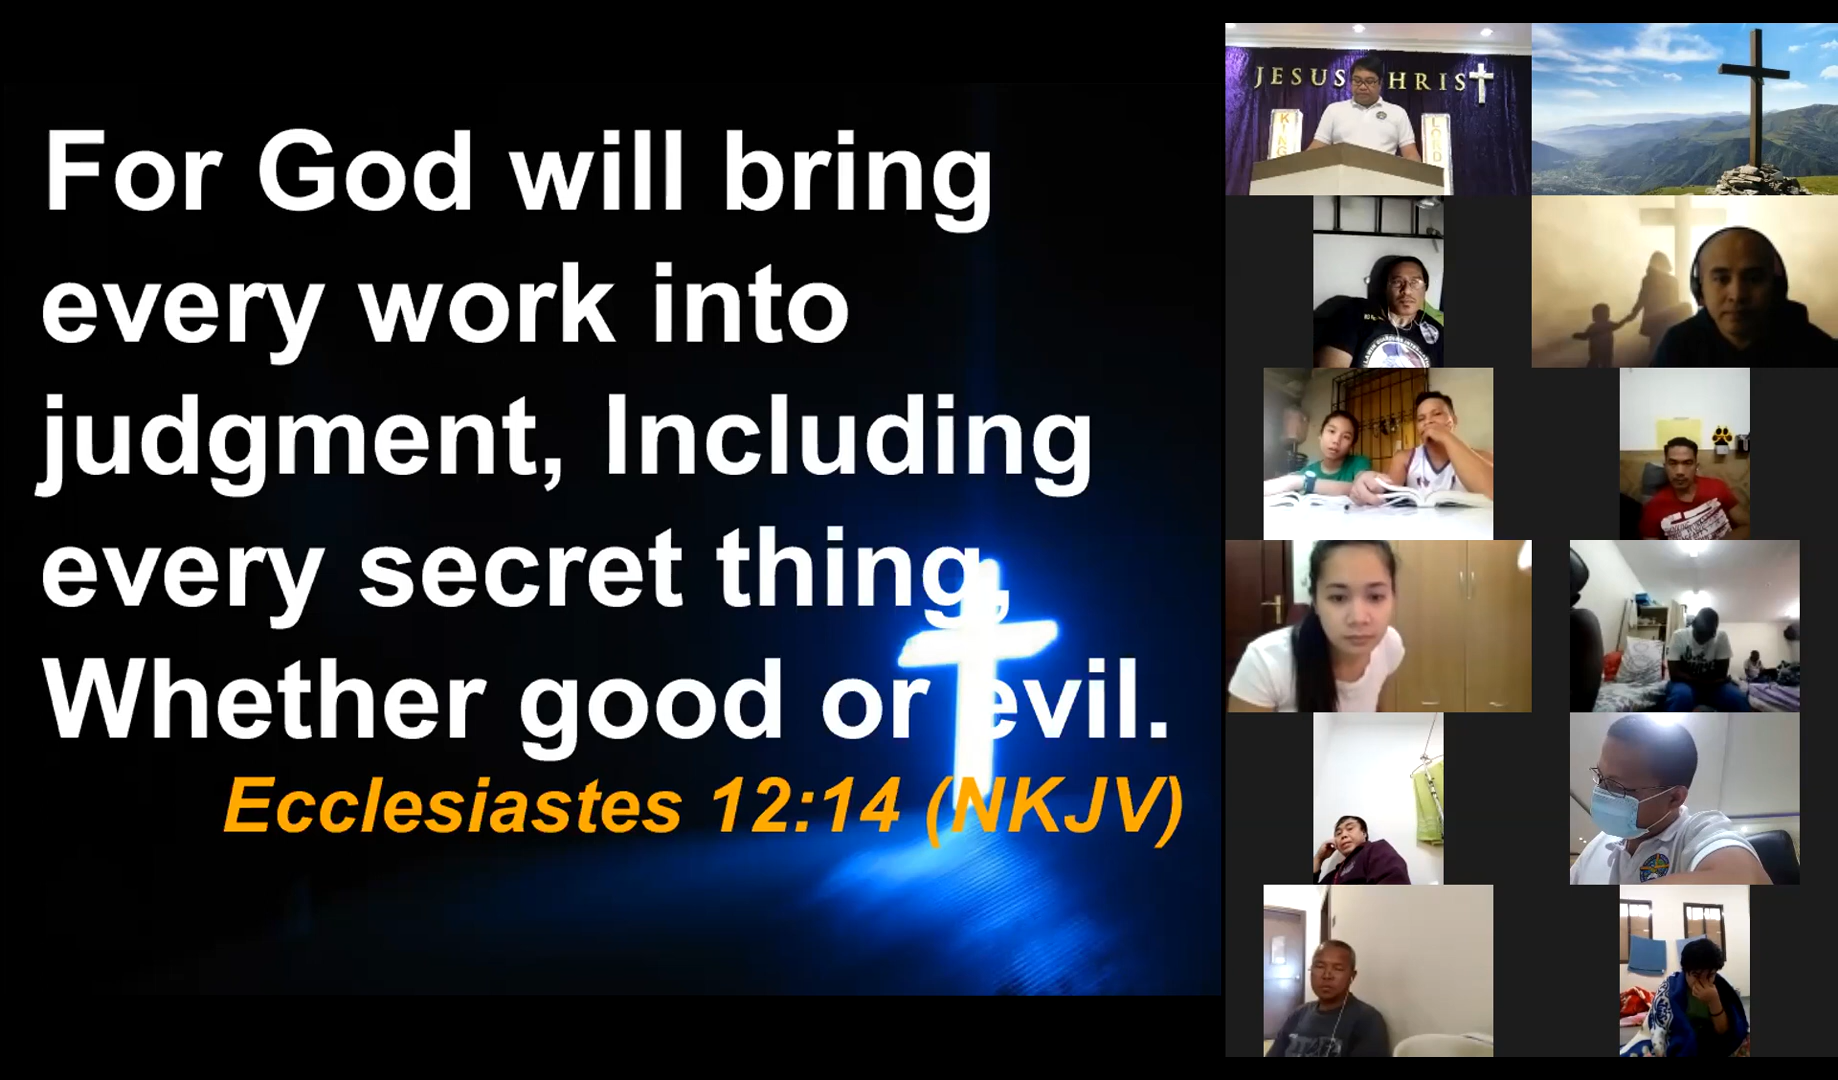 For God will bring
every work into
judgment, Including
every secret thing,
Whether good or evil.
Ecclesiastes 12:14 (NKJV)
JESUS CHRIST
KING
LORD